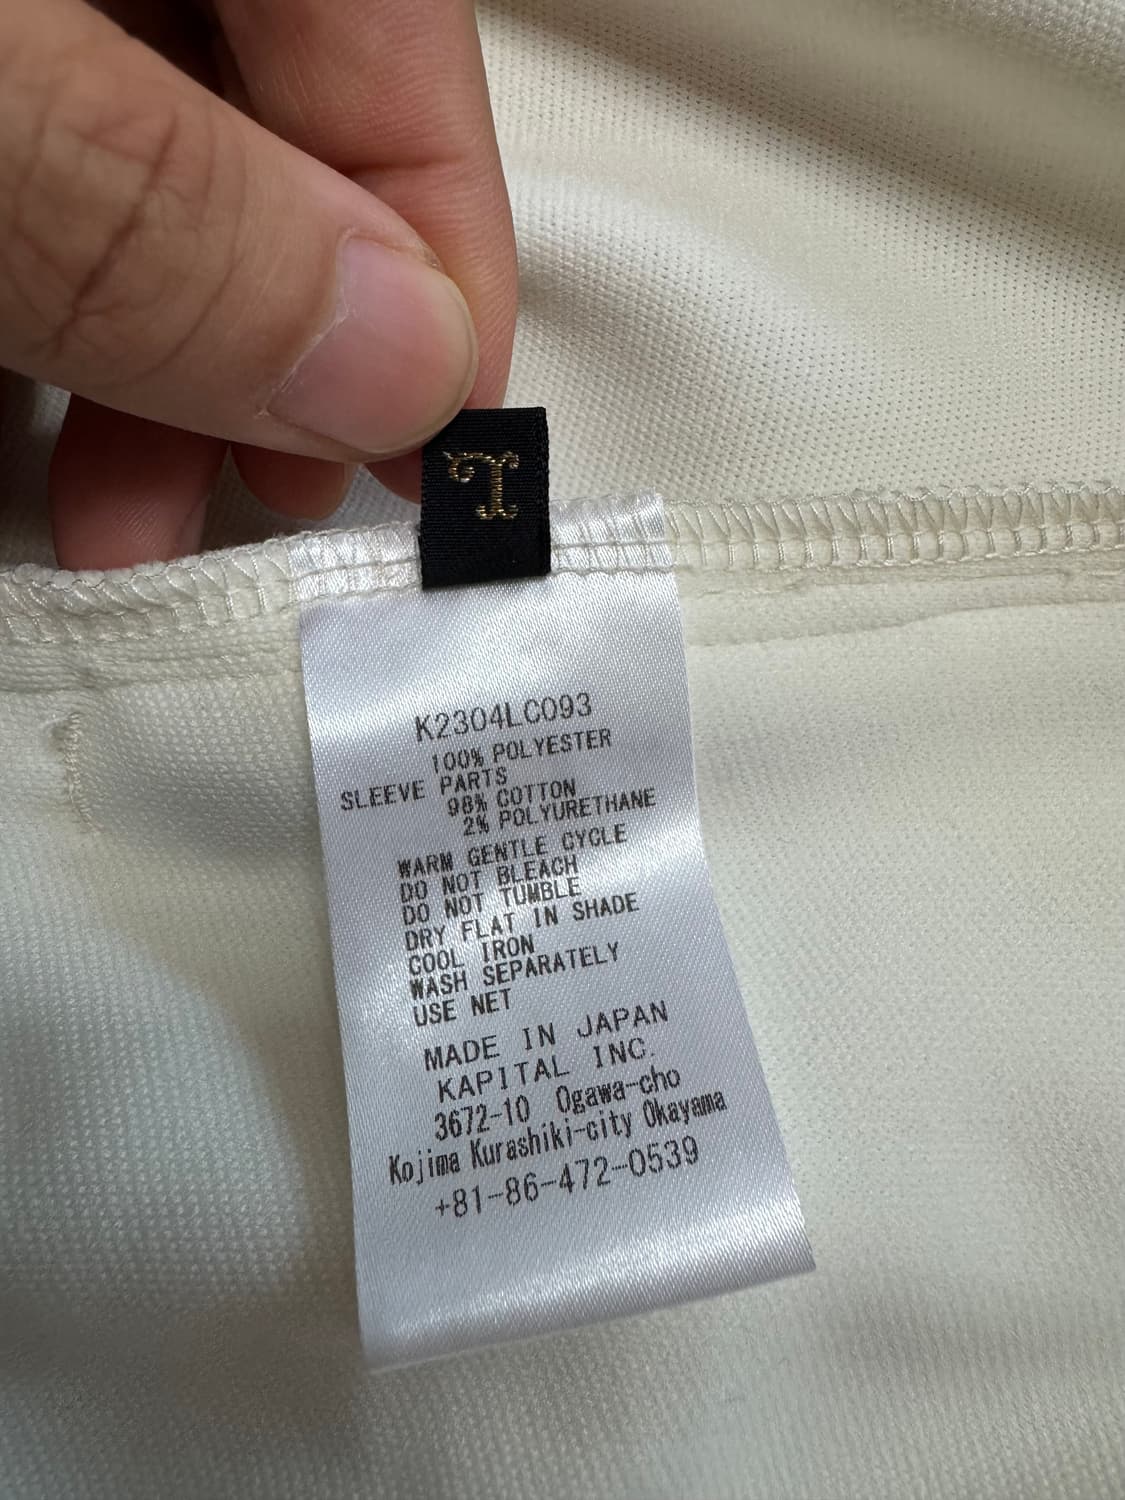 L
K2304LC093
100% POLYESTER
SLEEVE PARTS
98% COTTON
2% POLYURETHANE
WARM GENTLE CYCLE
DO NOT BLEACH
DO NOT TUMBLE
DRY FLAT IN SHADE
COOL IRON
WASH SEPARATELY
USE NET
MADE IN JAPAN
KAPITAL INC.
3672-10 Ogawa-cho
Kojima Kurashiki-city Okayama
+81-86-472-0539